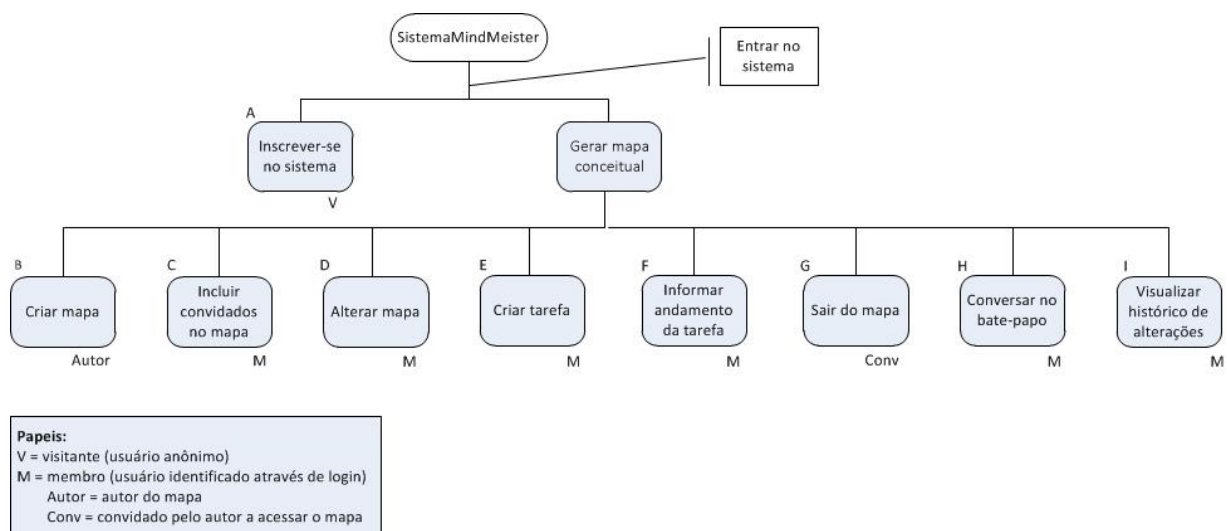 SistemaMindMeister
Entrar no
sistema
A
Inscrever-se
no sistema
V
Gerar mapa
conceitual
B
Criar mapa
Autor
C
Incluir
convidados
no mapa
M
D
Alterar mapa
M
E
Criar tarefa
M
F
Informar
andamento
da tarefa
M
G
Sair do mapa
Conv
H
Conversar no
bate-papo
M
I
Visualizar
histórico de
alterações
M
Papeis:
V = visitante (usuário anônimo)
M = membro (usuário identificado através de login)
Autor = autor do mapa
Conv = convidado pelo autor a acessar o mapa